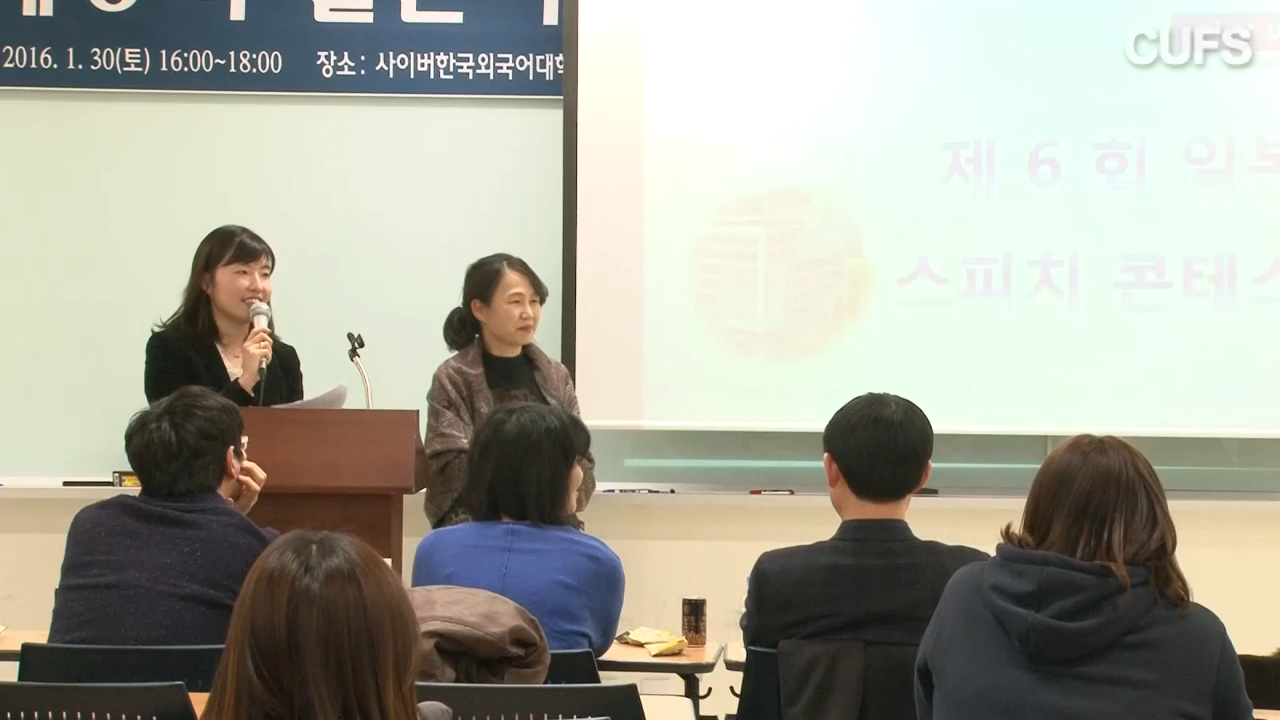 2016. 1. 30(토) 16:00~18:00 장소 : 사이버한국외국어대학
CUFS
제 6 회 일본
스피치 콘테스